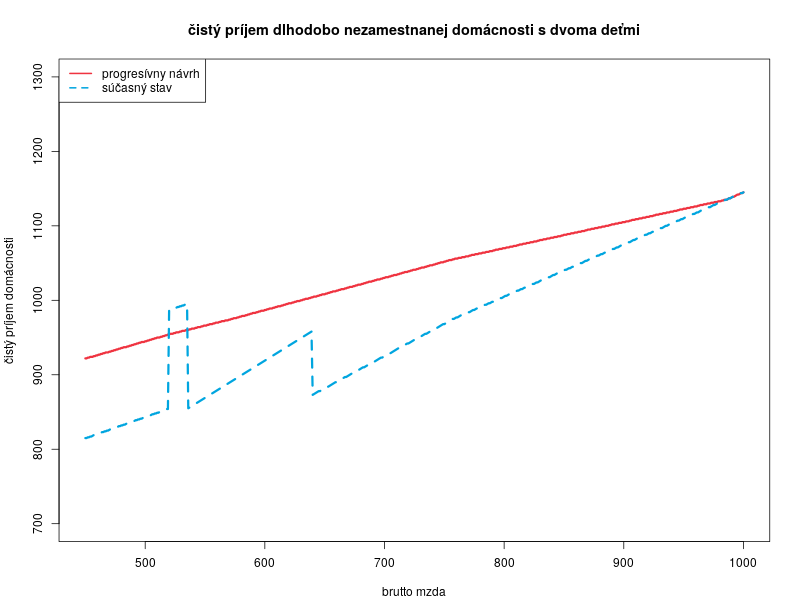 čistý príjem dlhodobo nezamestnanej domácnosti s dvoma deťmi
progresívny návrh
súčasný stav
1300
1200
1100
1000
900
800
700
čistý príjem domácnosti
500 600 700 800 900 1000
brutto mzda